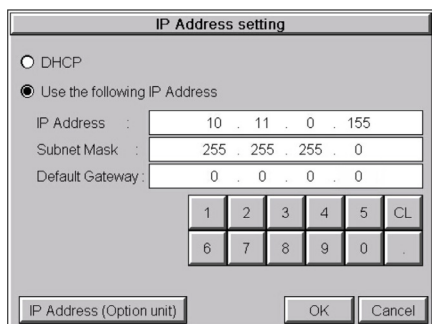 IP Address setting
DHCP
Use the following IP Address
IP Address : 10 . 11 . 0 . 155
Subnet Mask : 255 . 255 . 255 . 0
Default Gateway : 0 . 0 . 0 . 0
1 2 3 4 5 CL
6 7 8 9 0 .
IP Address (Option unit) OK Cancel